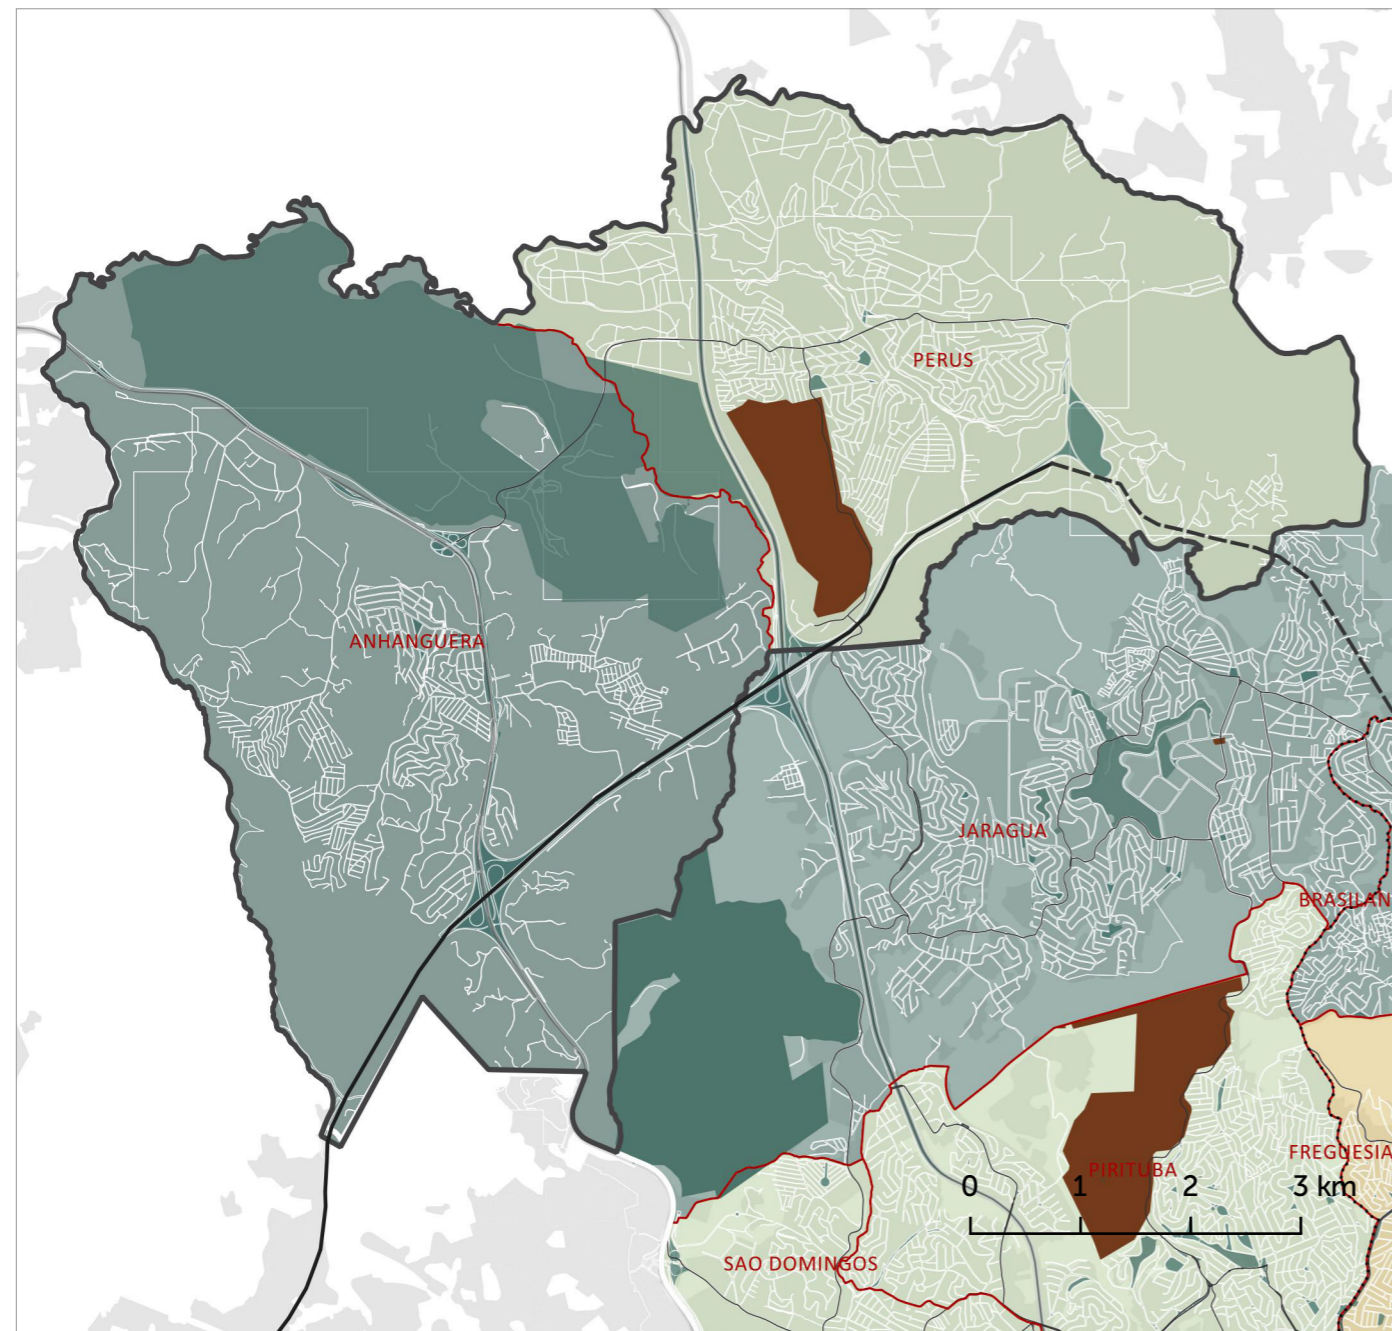 PERUS
ANHANGUERA
JARAGUA
BRASILAN
FREGUESIA
PIRITUBA
0 1 2 3 km
SAO DOMINGOS